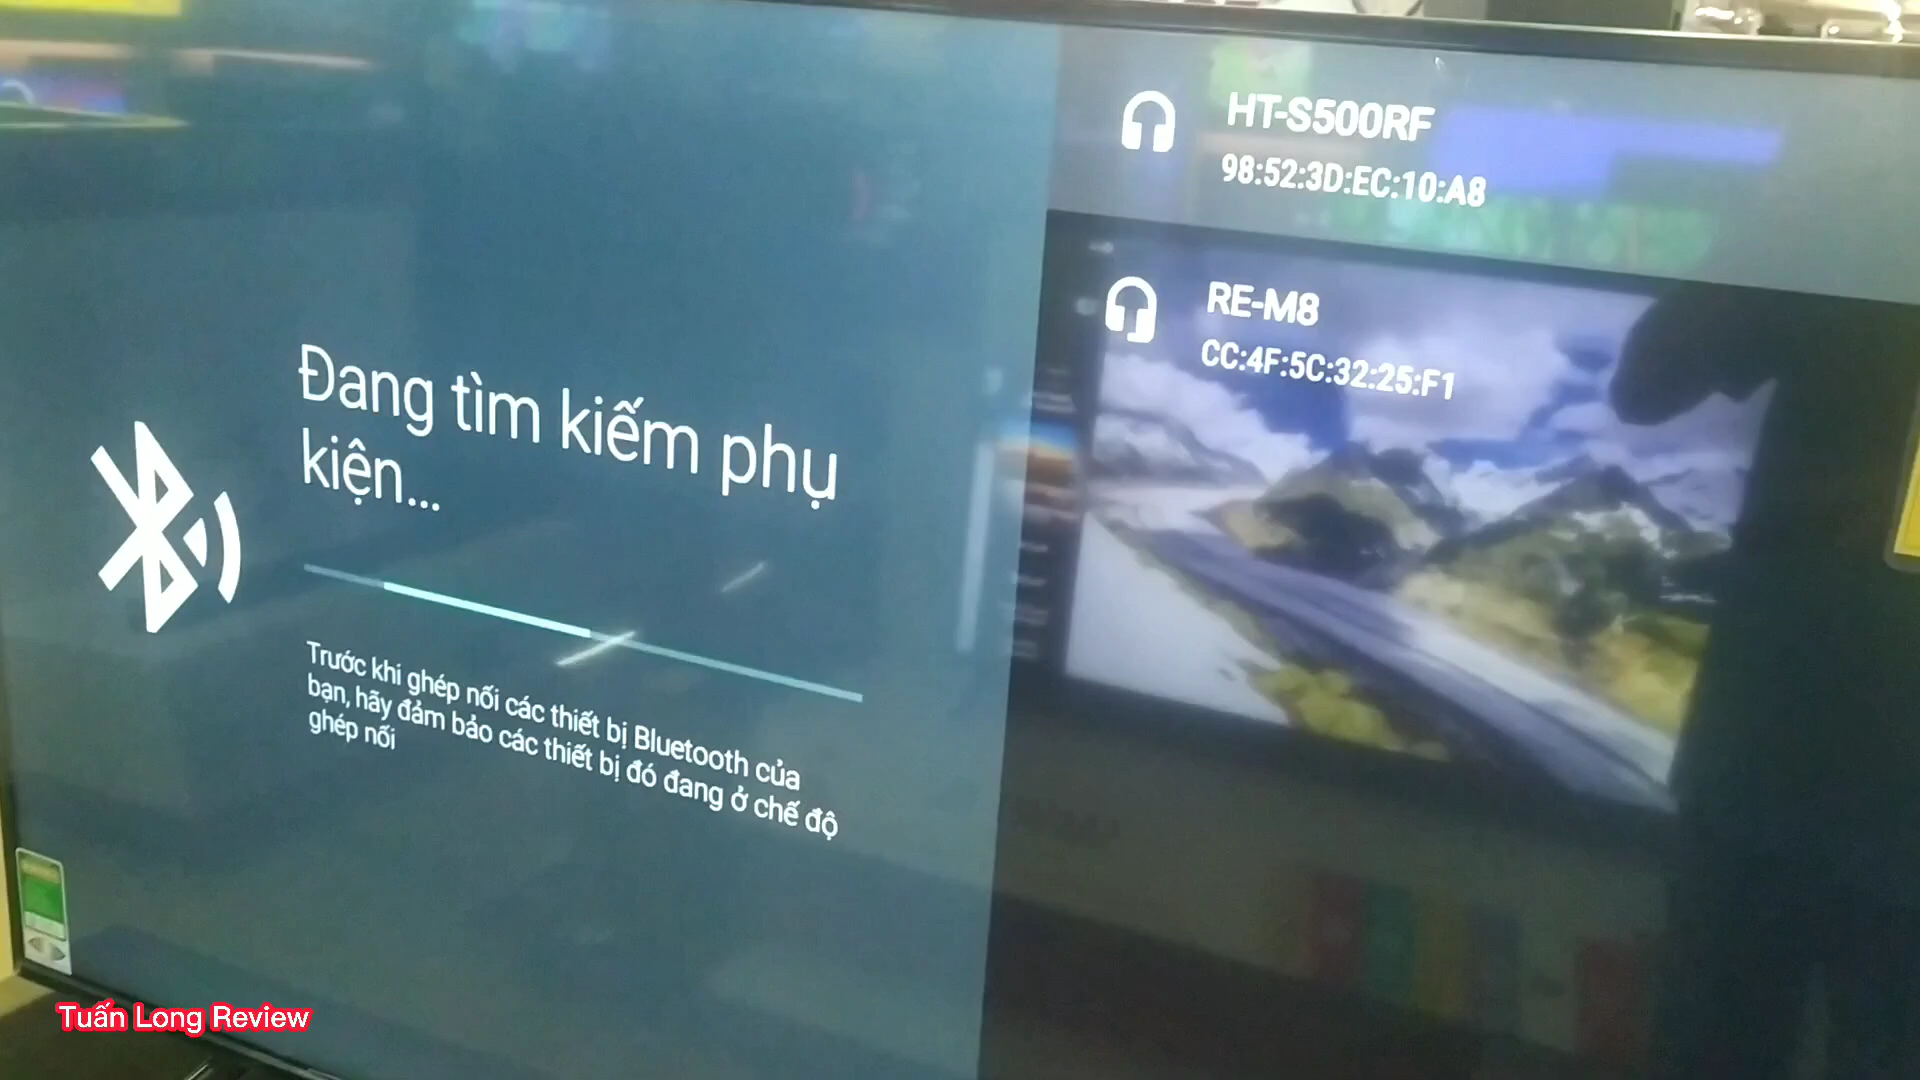 Đang tìm kiếm phụ
kiện...
Trước khi ghép nối các thiết bị Bluetooth của
bạn, hãy đảm bảo các thiết bị đó đang ở chế độ
ghép nối
HT-S500RF
98:52:3D:EC:10:A8
RE-M8
CC:4F:5C:32:25:F1
Tuấn Long Review